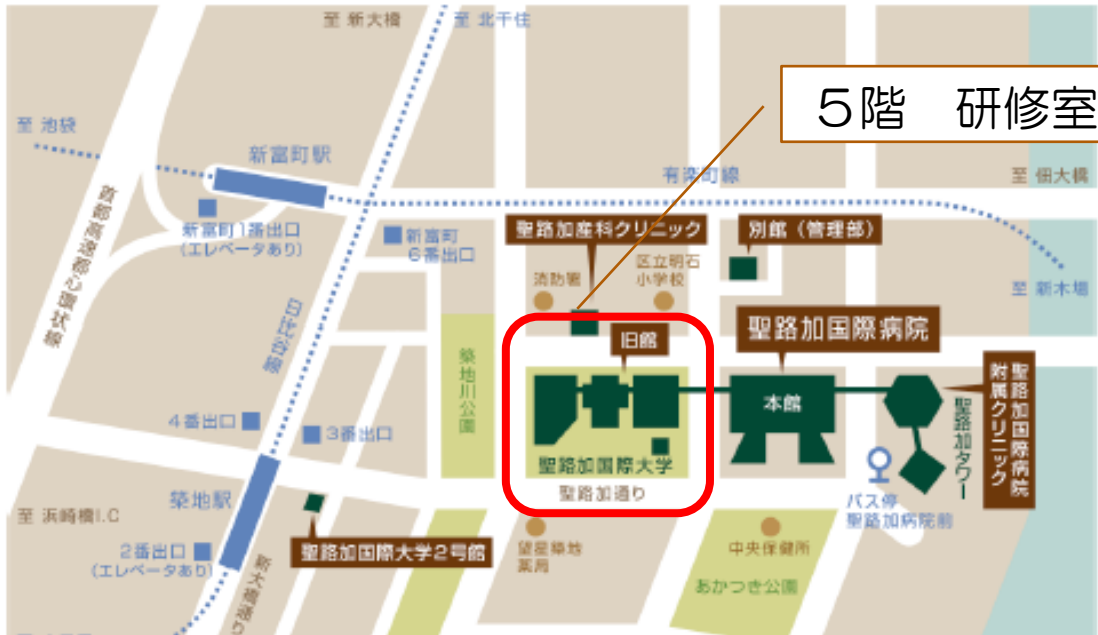 至 新大橋
至 北千住
５階　研修室
至 池袋
新富町駅
有楽町線
至 佃大橋
首都高速都心環状線
新富町1番出口
(エレベータあり)
新富町
6番出口
聖路加産科クリニック
別館（管理部）
消防署
区立明石
小学校
至 新木場
日比谷線
旧館
聖路加国際病院
築地川公園
本館
聖路加国際病院
附属クリニック
聖路加タワー
4番出口
3番出口
聖路加国際大学
聖路加通り
築地駅
バス停
聖路加病院前
至 浜崎橋I.C
2番出口
(エレベータあり)
聖路加国際大学2号館
望星築地
薬局
中央保健所
あかつき公園
新大橋通り